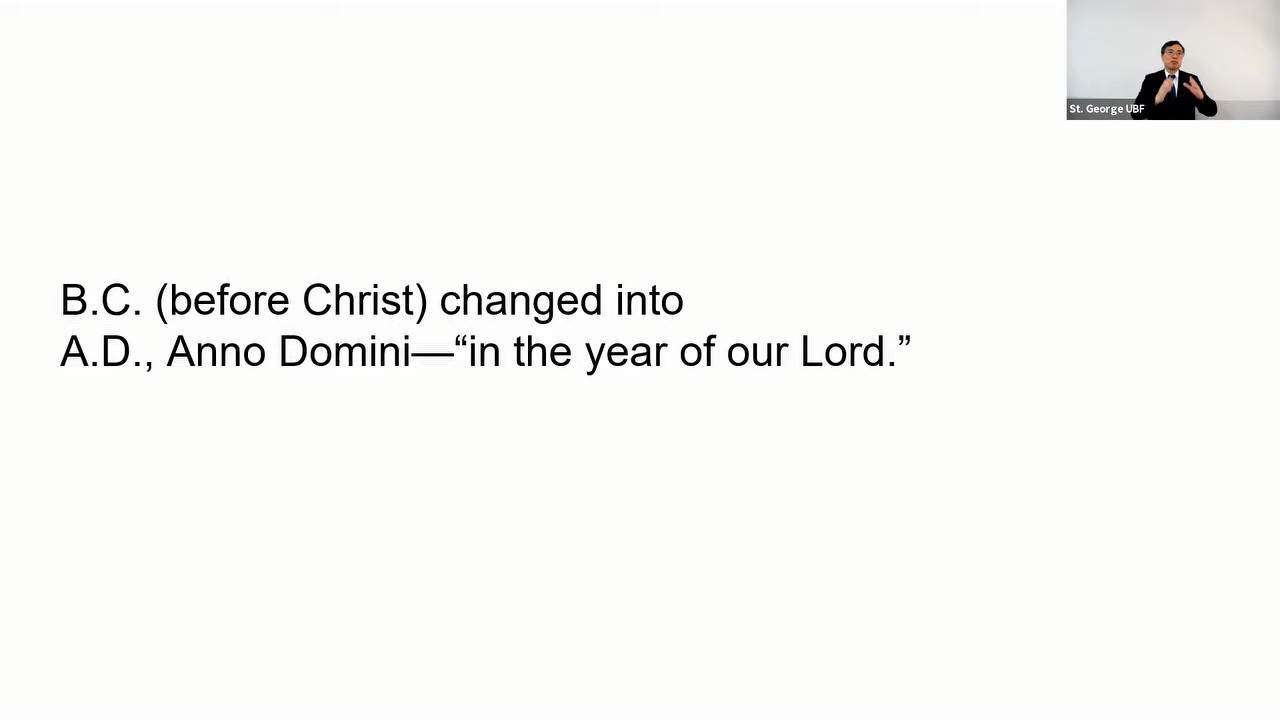 St. George UBF
B.C. (before Christ) changed into
A.D., Anno Domini—“in the year of our Lord.”